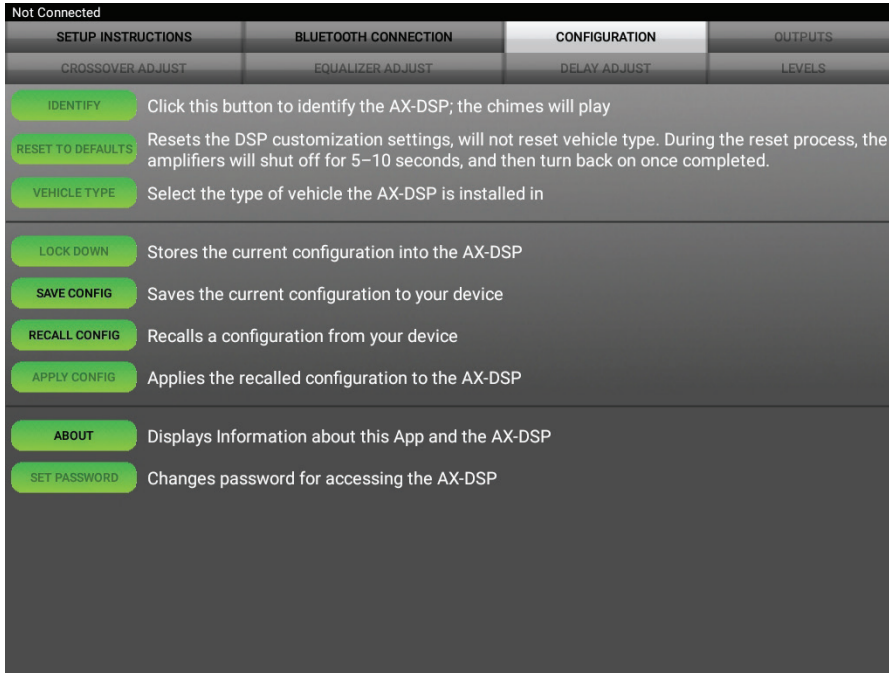 Not Connected
SETUP INSTRUCTIONS BLUETOOTH CONNECTION CONFIGURATION OUTPUTS
CROSSOVER ADJUST EQUALIZER ADJUST DELAY ADJUST LEVELS
IDENTIFY Click this button to identify the AX-DSP; the chimes will play
RESET TO DEFAULTS Resets the DSP customization settings, will not reset vehicle type. During the reset process, the
amplifiers will shut off for 5–10 seconds, and then turn back on once completed.
VEHICLE TYPE Select the type of vehicle the AX-DSP is installed in
LOCK DOWN Stores the current configuration into the AX-DSP
SAVE CONFIG Saves the current configuration to your device
RECALL CONFIG Recalls a configuration from your device
APPLY CONFIG Applies the recalled configuration to the AX-DSP
ABOUT Displays Information about this App and the AX-DSP
SET PASSWORD Changes password for accessing the AX-DSP